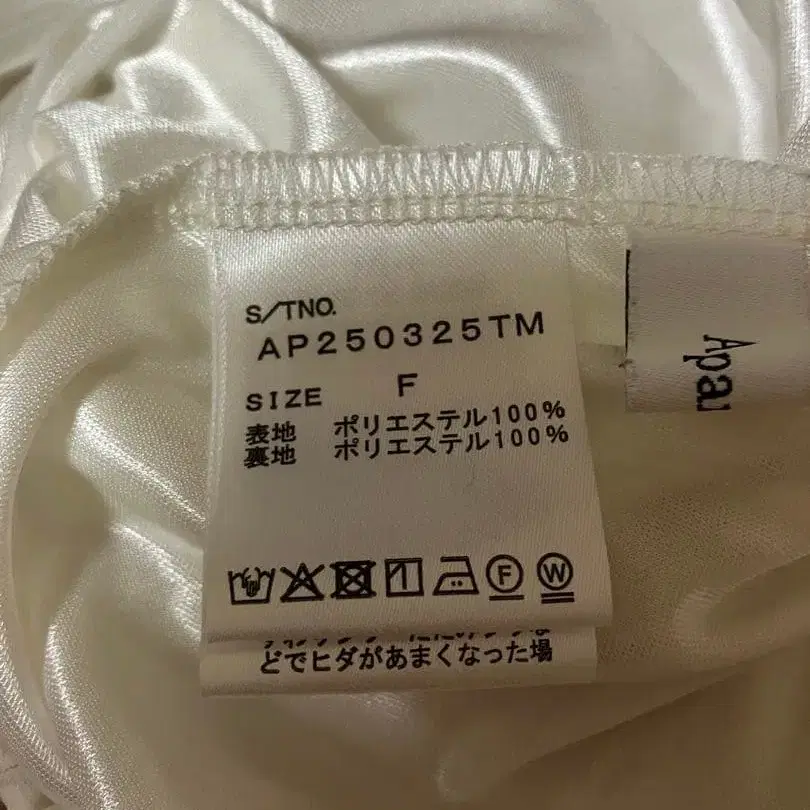 S/TNO.
AP250325TM
SIZE F
表地 ポリエステル100%
裏地 ポリエステル100%
F W
どでヒダがあまくなった場
Apar